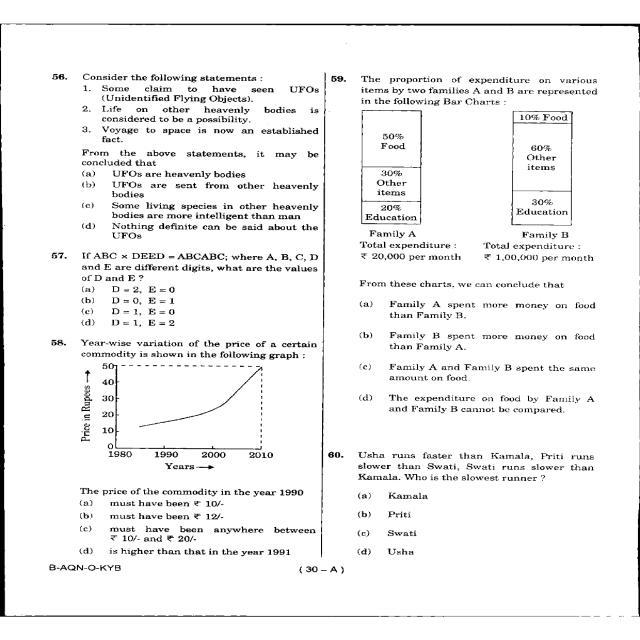 56. Consider the following statements :
1. Some claim to have seen UFOs
(Unidentified Flying Objects).
2. Life on other heavenly bodies is
considered to be a possibility.
3. Voyage to space is now an established
fact.
From the above statements, it may be
concluded that
(a) UFOs are heavenly bodies
(b) UFOs are sent from other heavenly
bodies
(c) Some living species in other heavenly
bodies are more intelligent than man
(d) Nothing definite can be said about the
UFOs
57. If ABC × DEED = ABCABC; where A, B, C, D
and E are different digits, what are the values
of D and E ?
(a) D = 2, E = 0
(b) D = 0, E = 1
(c) D = 1, E = 0
(d) D = 1, E = 2
58. Year-wise variation of the price of a certain
commodity is shown in the following graph :
Price in Rupees
50
40
30
20
10
0
1980 1990 2000 2010
Years
The price of the commodity in the year 1990
(a) must have been ₹ 10/-
(b) must have been ₹ 12/-
(c) must have been anywhere between
₹ 10/- and ₹ 20/-
(d) is higher than that in the year 1991
59. The proportion of expenditure on various
items by two families A and B are represented
in the following Bar Charts :
50%
Food
30%
Other
items
20%
Education
Family A
Total expenditure :
₹ 20,000 per month
10% Food
60%
Other
items
30%
Education
Family B
Total expenditure :
₹ 1,00,000 per month
From these charts, we can conclude that
(a) Family A spent more money on food
than Family B.
(b) Family B spent more money on food
than Family A.
(c) Family A and Family B spent the same
amount on food.
(d) The expenditure on food by Family A
and Family B cannot be compared.
60. Usha runs faster than Kamala, Priti runs
slower than Swati, Swati runs slower than
Kamala. Who is the slowest runner ?
(a) Kamala
(b) Priti
(c) Swati
(d) Usha
B-AQN-O-KYB
( 30 – A )